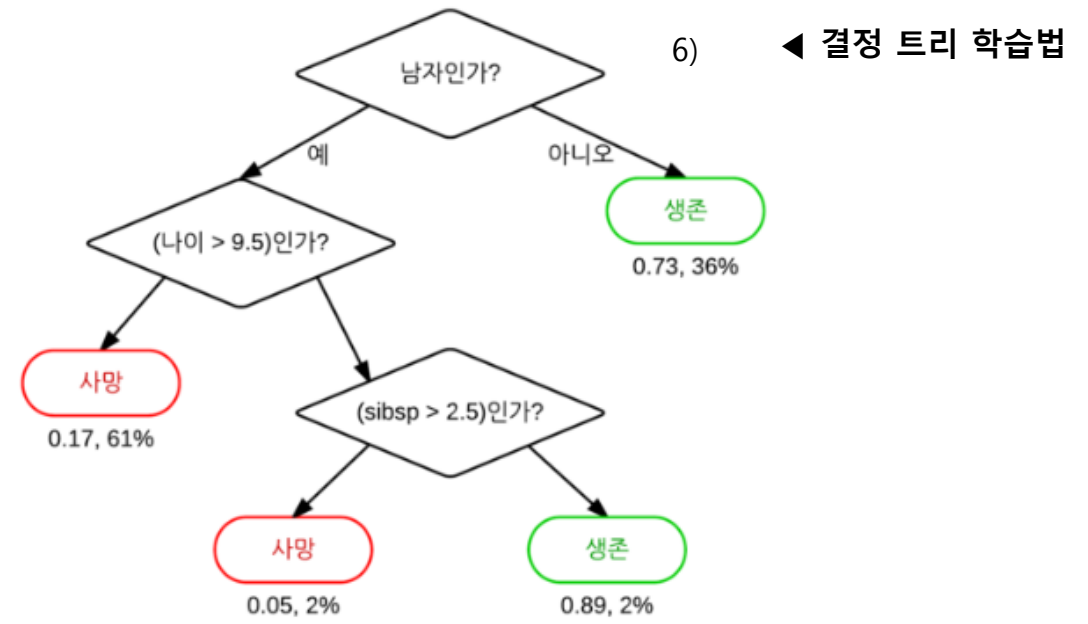 6)
◀ 결정 트리 학습법
남자인가?
예
아니오
생존
0.73, 36%
(나이 > 9.5)인가?
사망
0.17, 61%
(sibsp > 2.5)인가?
사망
0.05, 2%
생존
0.89, 2%